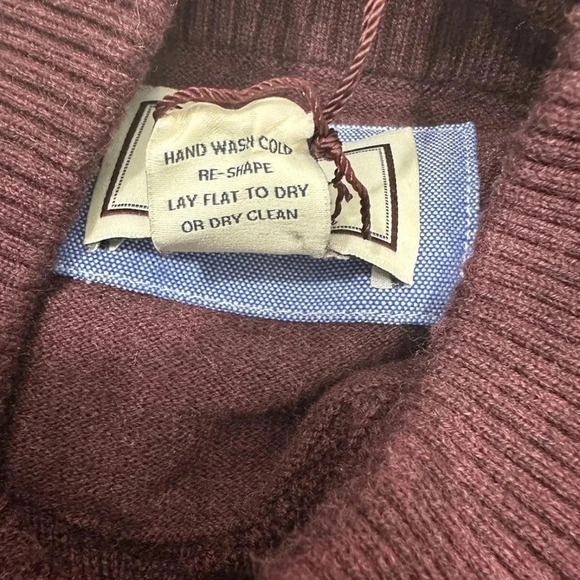 HAND WASH COLD
RE-SHAPE
LAY FLAT TO DRY
OR DRY CLEAN